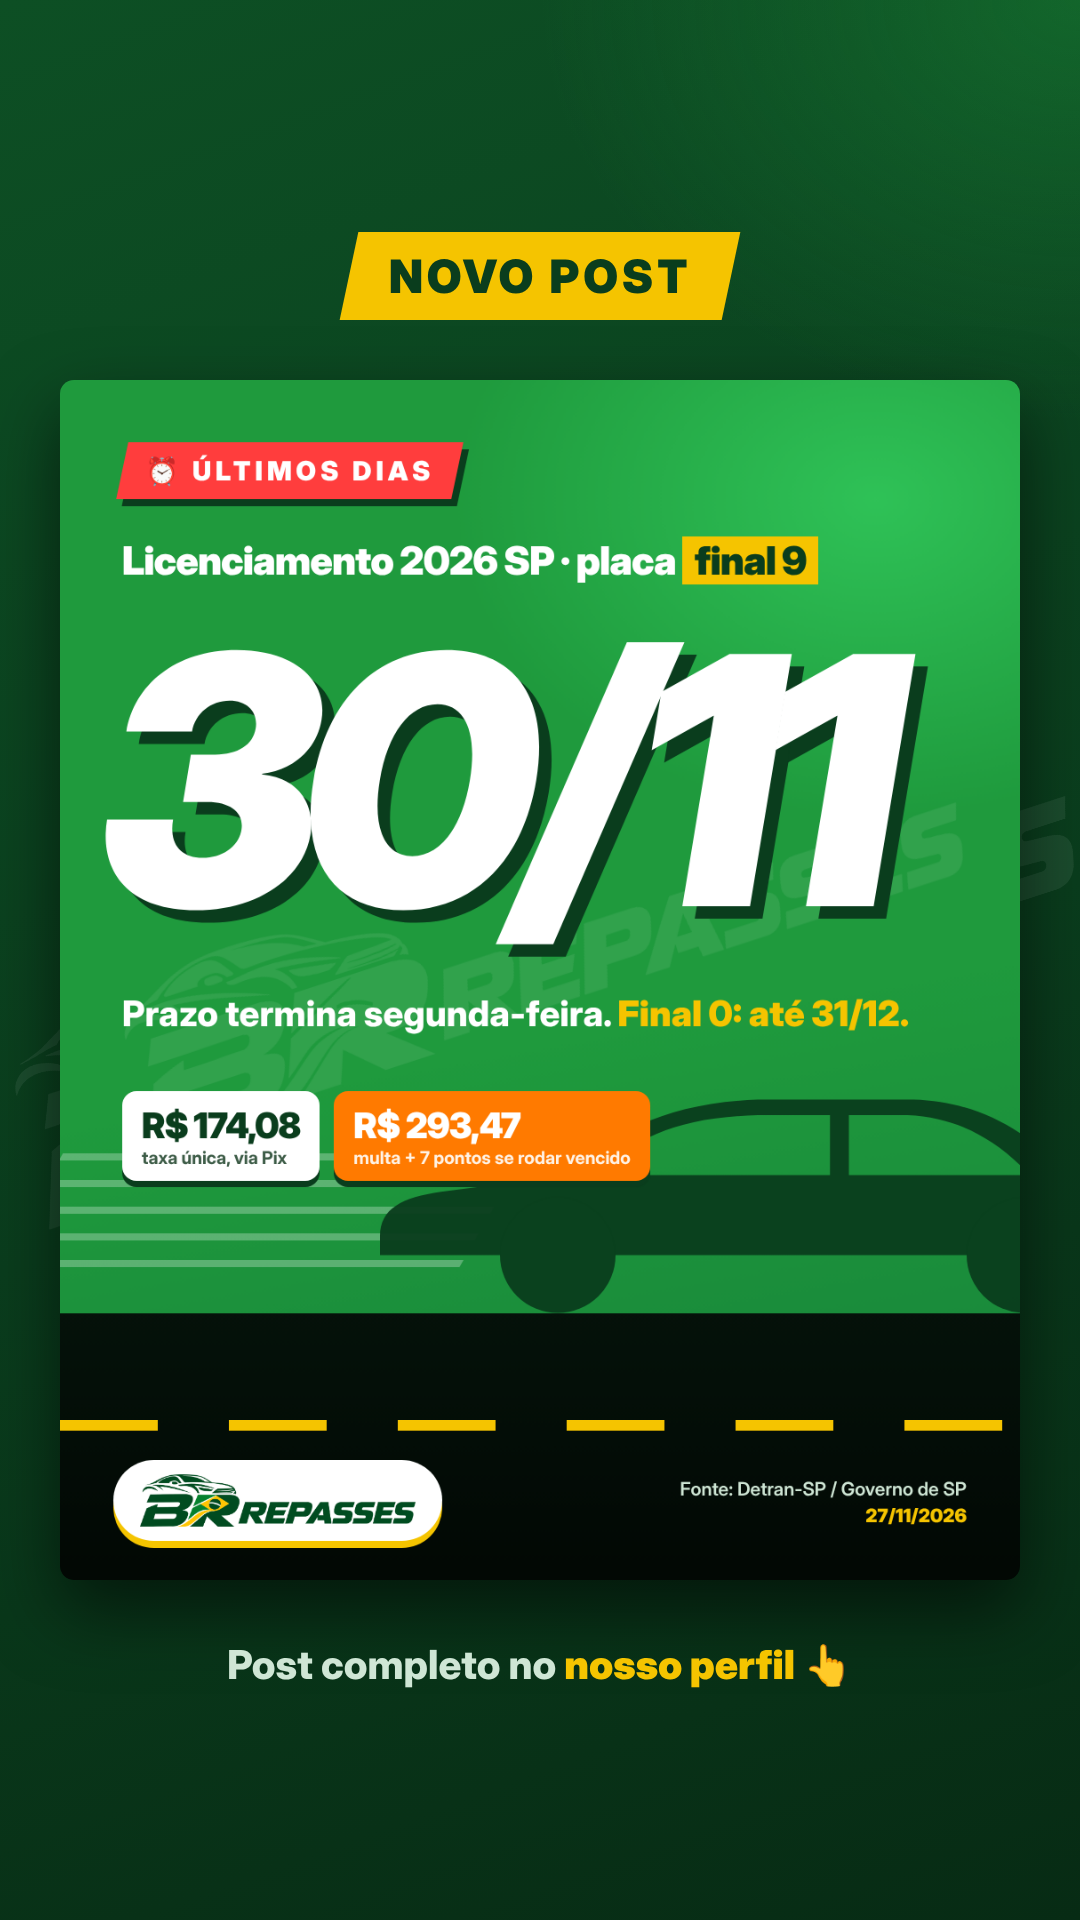 NOVO POST
⏰ ÚLTIMOS DIAS
Licenciamento 2026 SP · placa final 9
30/11
BR REPASSES
Prazo termina segunda-feira. Final 0: até 31/12.
R$ 174,08
taxa única, via Pix
R$ 293,47
multa + 7 pontos se rodar vencido
BR REPASSES
Fonte: Detran-SP / Governo de SP
27/11/2026
Post completo no nosso perfil 👆